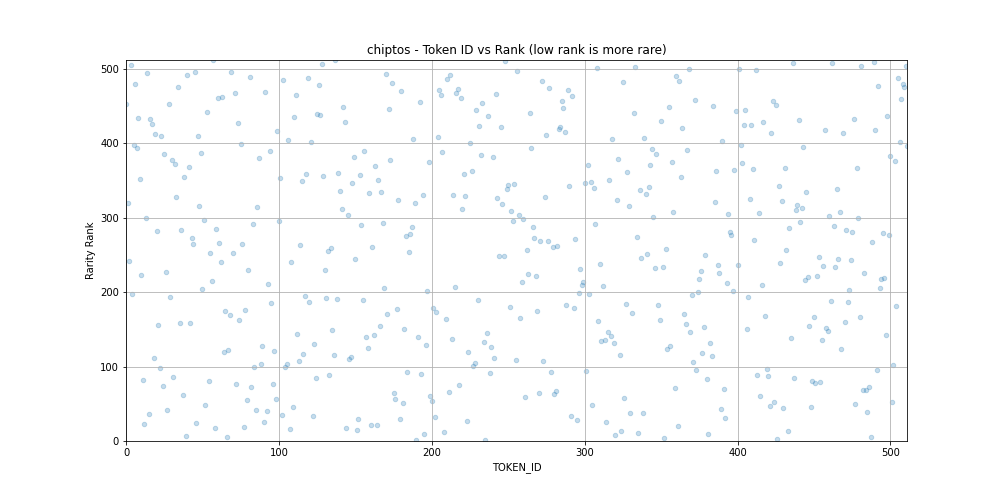 chiptos - Token ID vs Rank (low rank is more rare)
500
400
300
200
100
0
Rarity Rank
0 100 200 300 400 500
TOKEN_ID